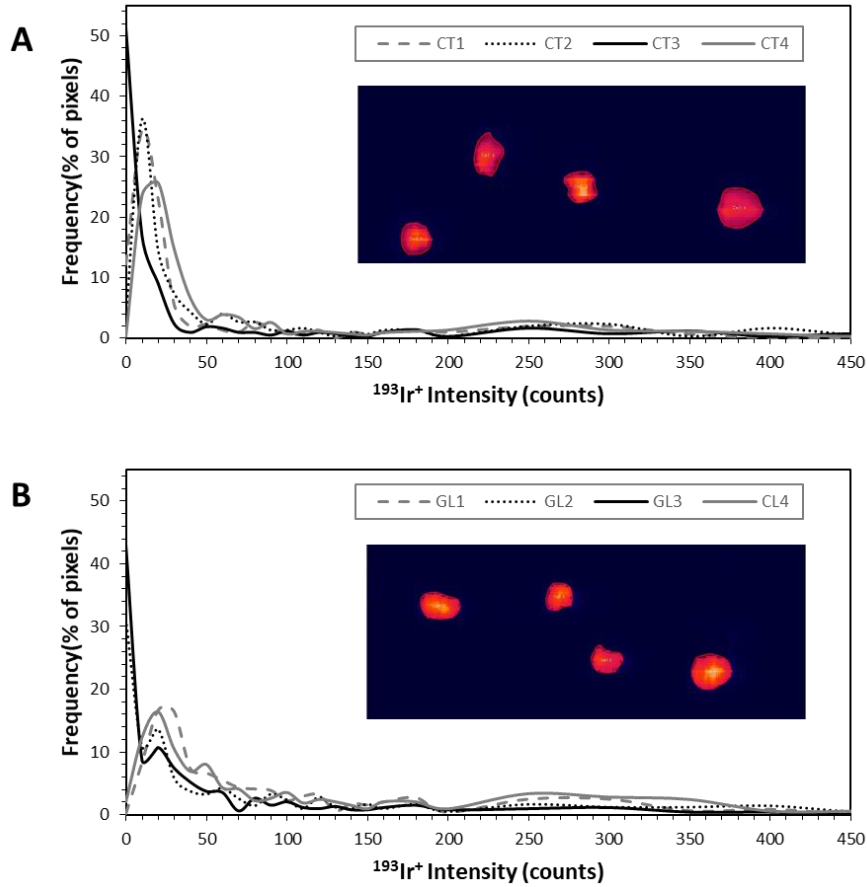 A
Frequency(% of pixels)
50
40
30
20
10
0
CT1 CT2 CT3 CT4
0 50 100 150 200 250 300 350 400 450
¹⁹³Ir⁺ Intensity (counts)
B
Frequency(% of pixels)
50
40
30
20
10
0
GL1 GL2 GL3 CL4
0 50 100 150 200 250 300 350 400 450
¹⁹³Ir⁺ Intensity (counts)